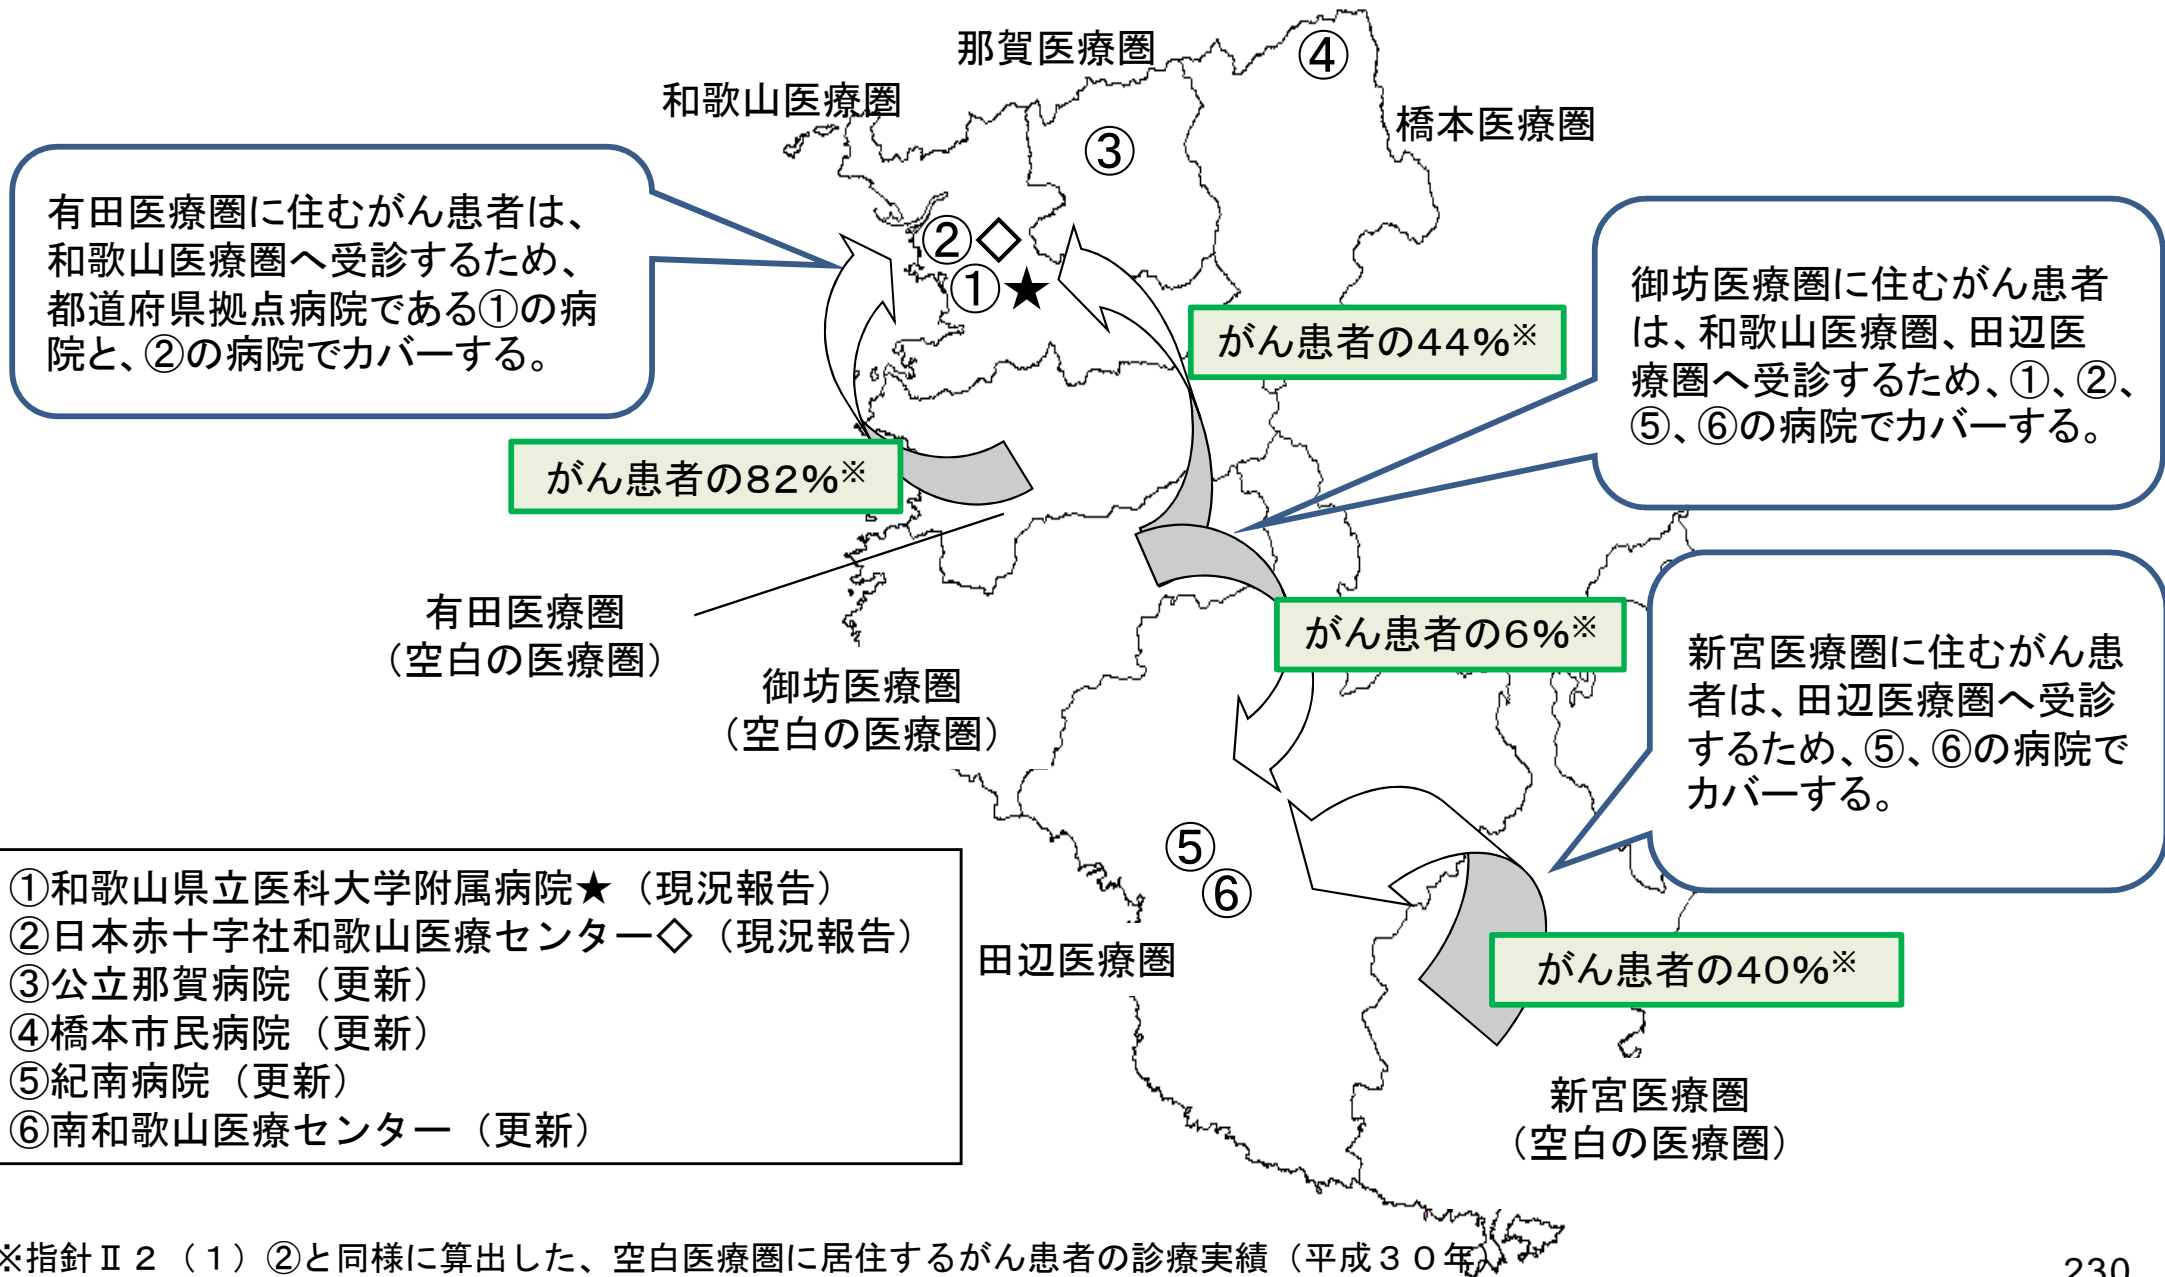 那賀医療圏
④
和歌山医療圏
橋本医療圏
③
有田医療圏に住むがん患者は、
和歌山医療圏へ受診するため、
都道府県拠点病院である①の病
院と、②の病院でカバーする。
②◇
①★
御坊医療圏に住むがん患者
は、和歌山医療圏、田辺医
療圏へ受診するため、①、②、
⑤、⑥の病院でカバーする。
がん患者の44%※
がん患者の82%※
有田医療圏
（空白の医療圏）
がん患者の6%※
御坊医療圏
（空白の医療圏）
新宮医療圏に住むがん患
者は、田辺医療圏へ受診
するため、⑤、⑥の病院で
カバーする。
⑤
⑥
田辺医療圏
がん患者の40%※
新宮医療圏
（空白の医療圏）
①和歌山県立医科大学附属病院★（現況報告）
②日本赤十字社和歌山医療センター◇（現況報告）
③公立那賀病院（更新）
④橋本市民病院（更新）
⑤紀南病院（更新）
⑥南和歌山医療センター（更新）
※指針Ⅱ２（１）②と同様に算出した、空白医療圏に居住するがん患者の診療実績（平成３０年）
230